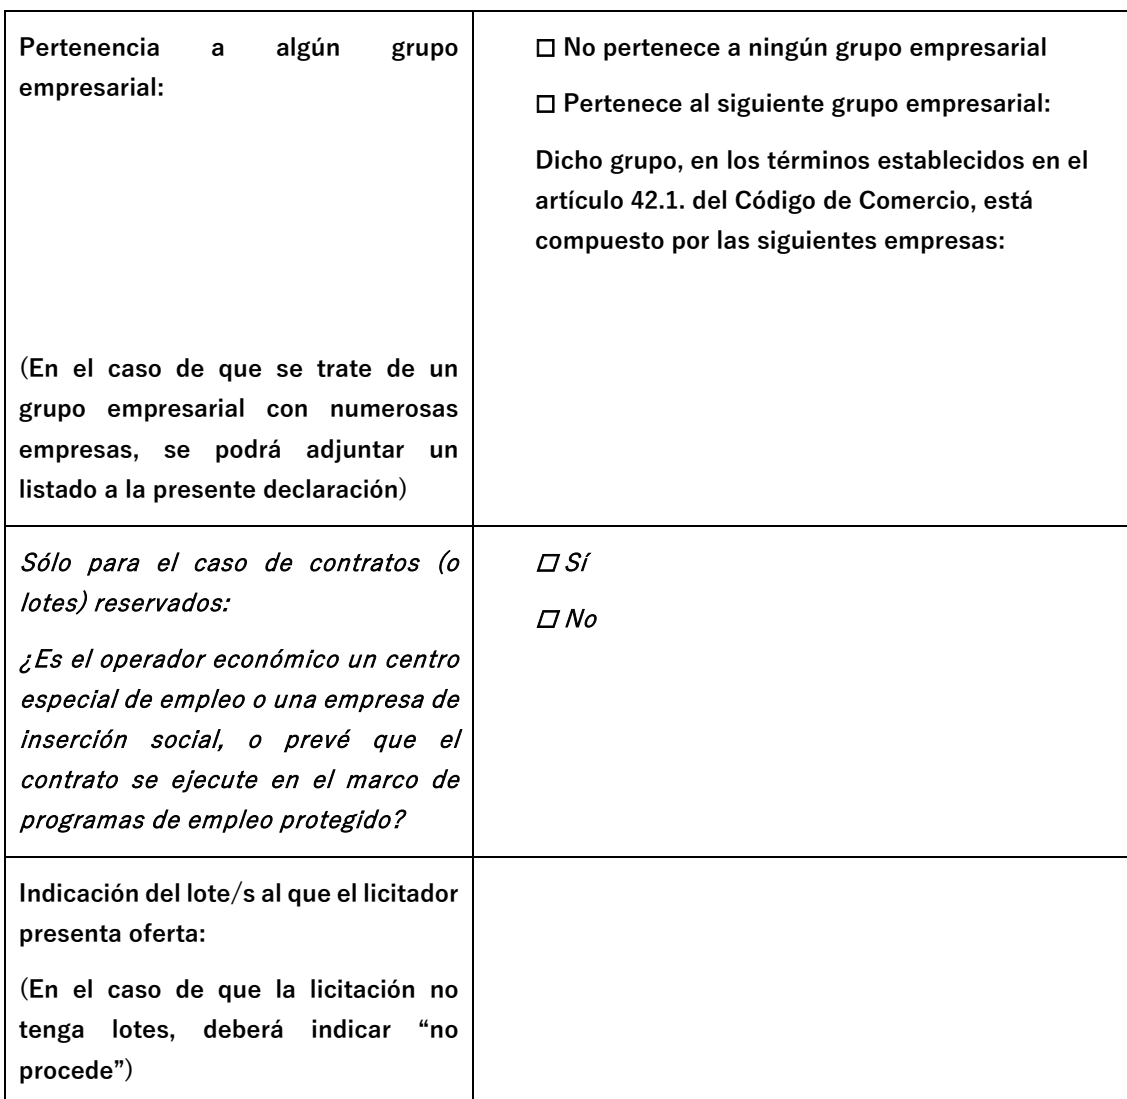 Pertenencia a algún grupo
empresarial:
(En el caso de que se trate de un
grupo empresarial con numerosas
empresas, se podrá adjuntar un
listado a la presente declaración)
☐ No pertenece a ningún grupo empresarial
☐ Pertenece al siguiente grupo empresarial:
Dicho grupo, en los términos establecidos en el
artículo 42.1. del Código de Comercio, está
compuesto por las siguientes empresas:
Sólo para el caso de contratos (o
lotes) reservados:
¿Es el operador económico un centro
especial de empleo o una empresa de
inserción social, o prevé que el
contrato se ejecute en el marco de
programas de empleo protegido?
☐ Sí
☐ No
Indicación del lote/s al que el licitador
presenta oferta:
(En el caso de que la licitación no
tenga lotes, deberá indicar “no
procede”)